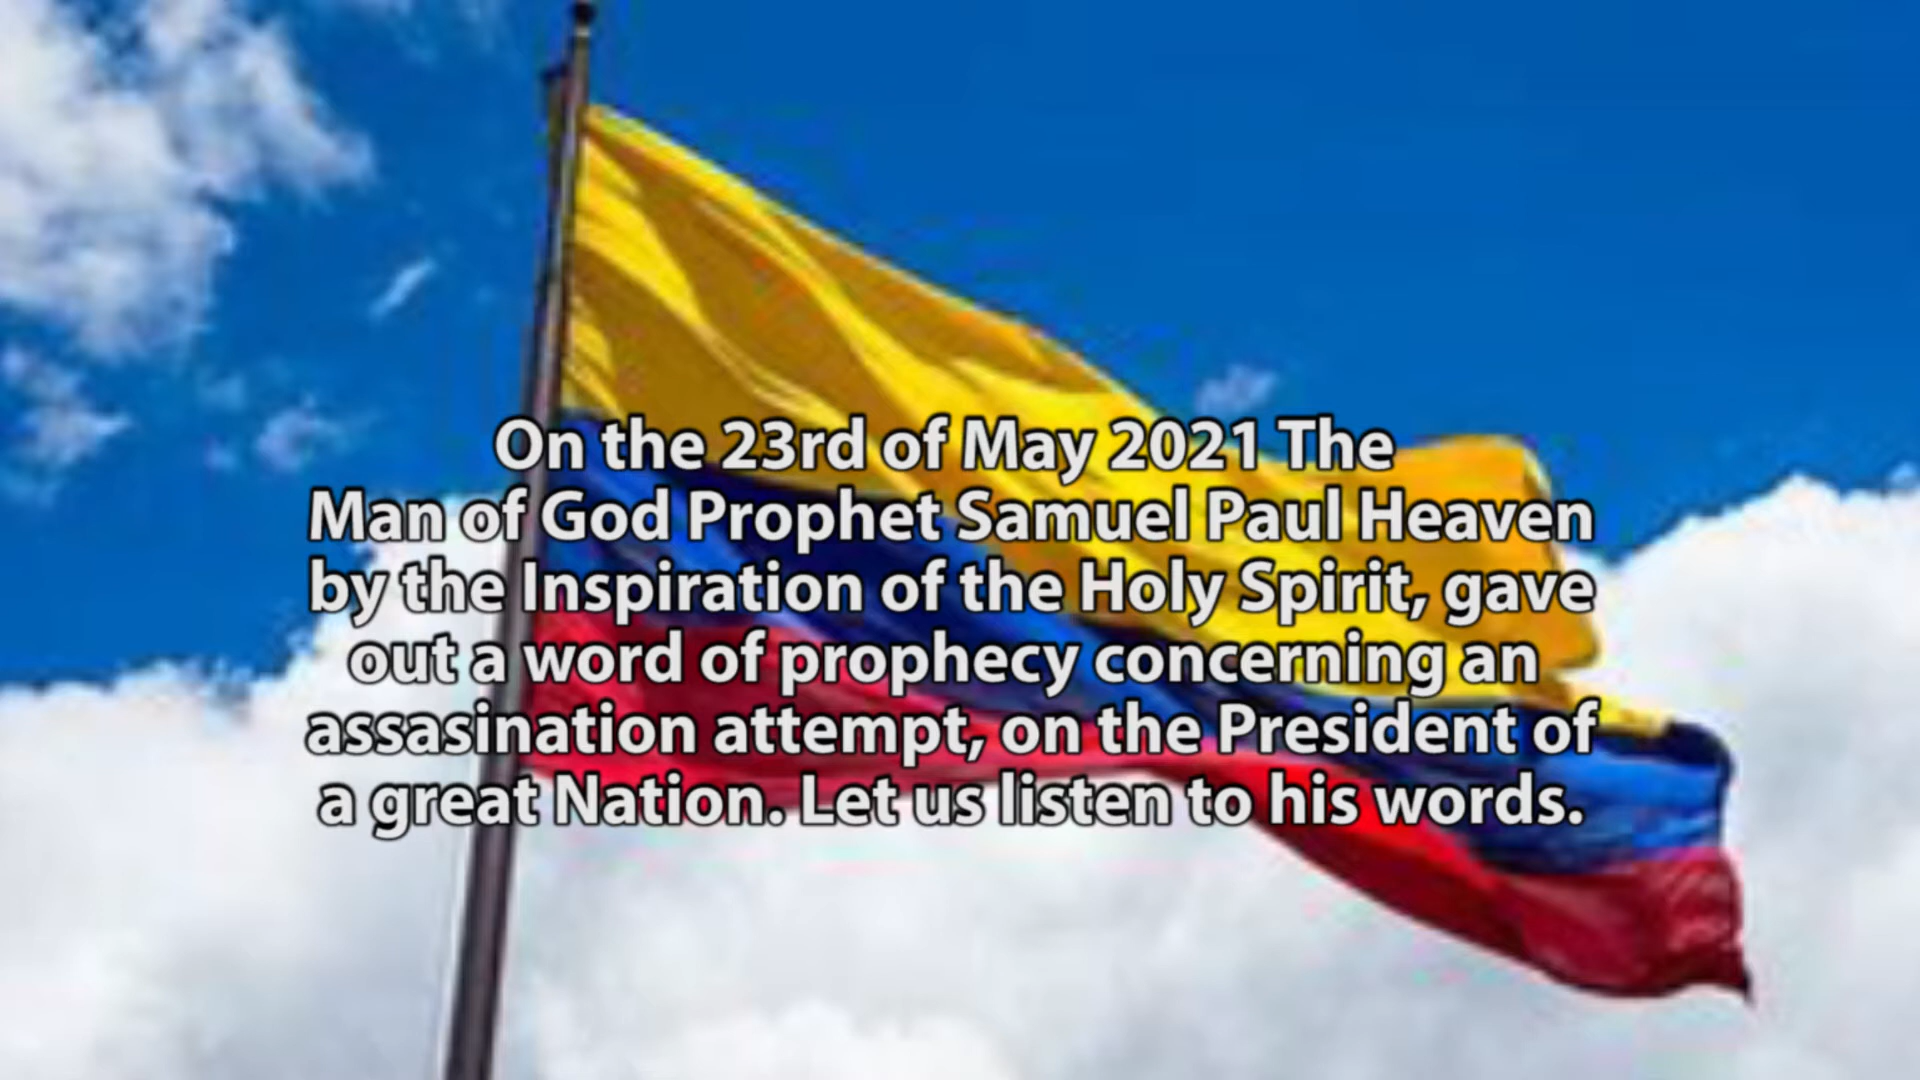 On the 23rd of May 2021 The
Man of God Prophet Samuel Paul Heaven
by the Inspiration of the Holy Spirit, gave
out a word of prophecy concerning an
assasination attempt, on the President of
a great Nation. Let us listen to his words.